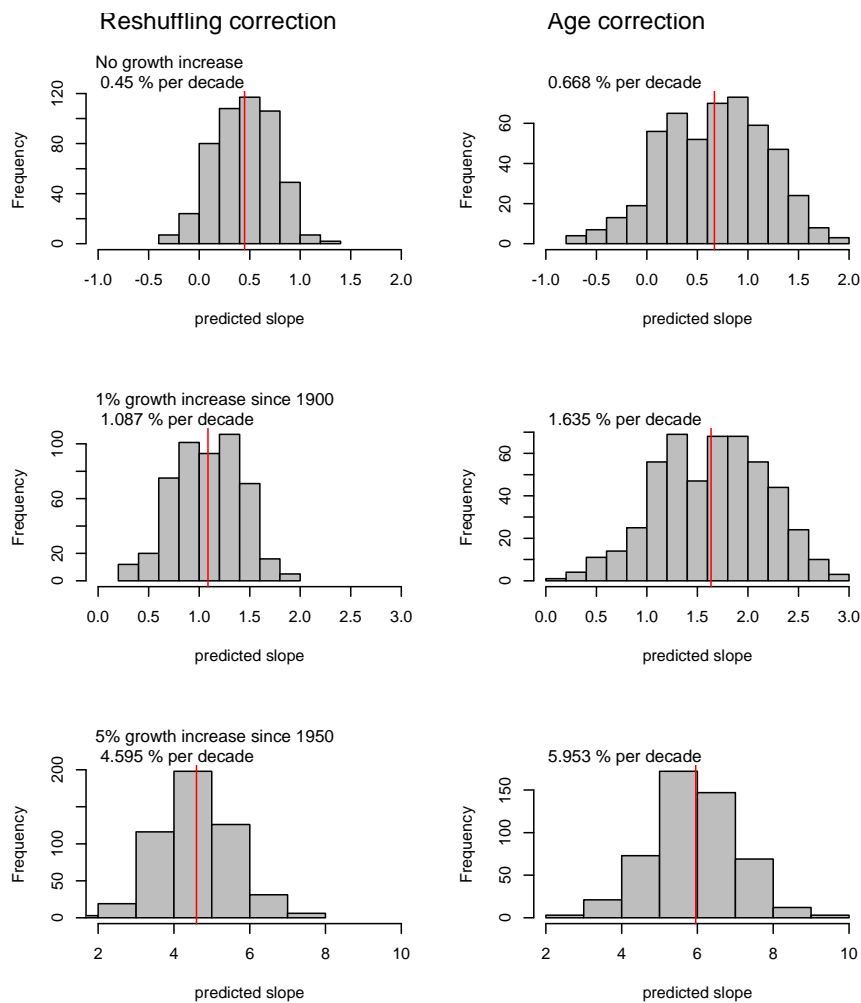 Reshuffling correction
Age correction
No growth increase
0.45 % per decade
Frequency
0 40 80 120
-1.0 -0.5 0.0 0.5 1.0 1.5 2.0
predicted slope
0.668 % per decade
Frequency
0 20 40 60
-1.0 -0.5 0.0 0.5 1.0 1.5 2.0
predicted slope
1% growth increase since 1900
1.087 % per decade
Frequency
0 20 60 100
0.0 0.5 1.0 1.5 2.0 2.5 3.0
predicted slope
1.635 % per decade
Frequency
0 20 40 60
0.0 0.5 1.0 1.5 2.0 2.5 3.0
predicted slope
5% growth increase since 1950
4.595 % per decade
Frequency
0 50 100 200
2 4 6 8 10
predicted slope
5.953 % per decade
Frequency
0 50 100 150
2 4 6 8 10
predicted slope